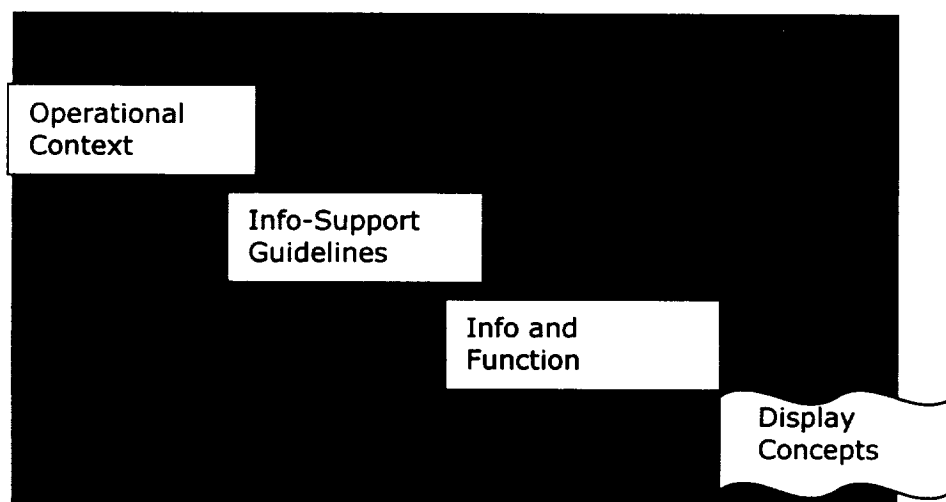 Operational
Context
Info-Support
Guidelines
Info and
Function
Display
Concepts